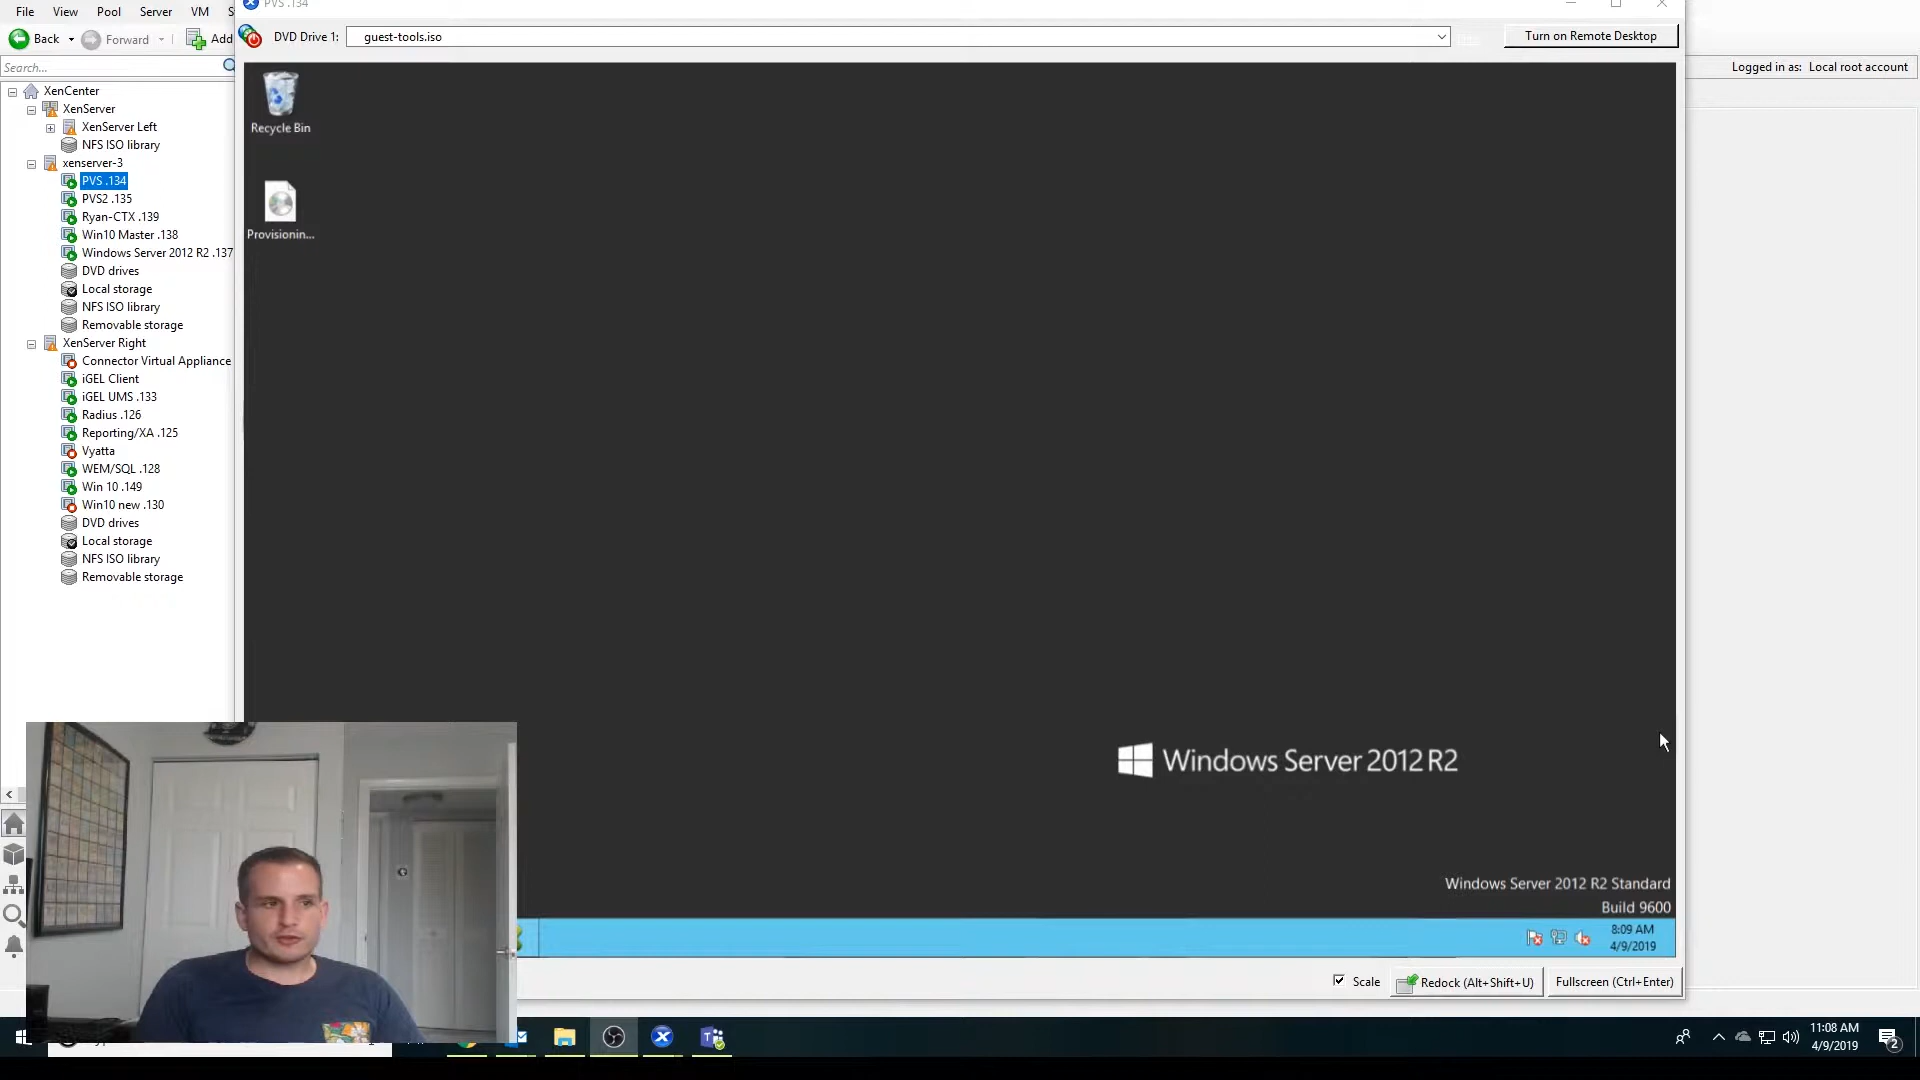 File View Pool Server VM S
PVS .134
Back Forward Add
DVD Drive 1: guest-tools.iso
Turn on Remote Desktop
Search...
Logged in as: Local root account
XenCenter
XenServer
XenServer Left
NFS ISO library
xenserver-3
PVS .134
PVS2 .135
Ryan-CTX .139
Win10 Master .138
Windows Server 2012 R2 .137
DVD drives
Local storage
NFS ISO library
Removable storage
XenServer Right
Connector Virtual Appliance
iGEL Client
iGEL UMS .133
Radius .126
Reporting/XA .125
Vyatta
WEM/SQL .128
Win 10 .149
Win10 new .130
DVD drives
Local storage
NFS ISO library
Removable storage
Recycle Bin
Provisionin...
Windows Server 2012 R2
Windows Server 2012 R2 Standard
Build 9600
8:09 AM
4/9/2019
Scale
Redock (Alt+Shift+U)
Fullscreen (Ctrl+Enter)
11:08 AM
4/9/2019
2